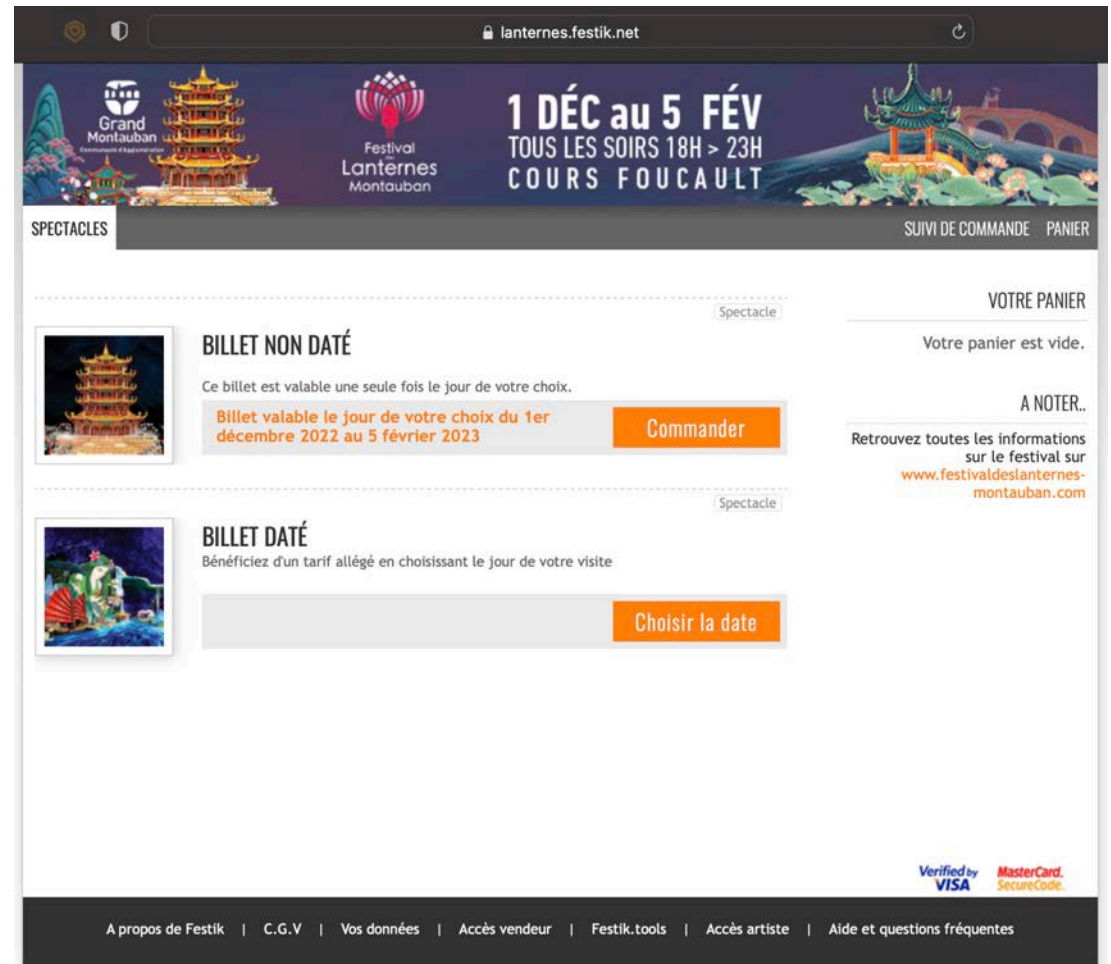 lanternes.festik.net
Grand
Montauban
Communauté d'Agglomération
Festival
des
Lanternes
Montauban
1 DÉC au 5 FÉV
TOUS LES SOIRS 18H > 23H
COURS FOUCAULT
SPECTACLES
SUIVI DE COMMANDE PANIER
Spectacle
BILLET NON DATÉ
Ce billet est valable une seule fois le jour de votre choix.
Billet valable le jour de votre choix du 1er
décembre 2022 au 5 février 2023
Commander
Spectacle
BILLET DATÉ
Bénéficiez d'un tarif allégé en choisissant le jour de votre visite
Choisir la date
VOTRE PANIER
Votre panier est vide.
A NOTER..
Retrouvez toutes les informations
sur le festival sur
www.festivaldeslanternes-
montauban.com
Verified by
VISA
MasterCard.
SecureCode.
A propos de Festik | C.G.V | Vos données | Accès vendeur | Festik.tools | Accès artiste | Aide et questions fréquentes